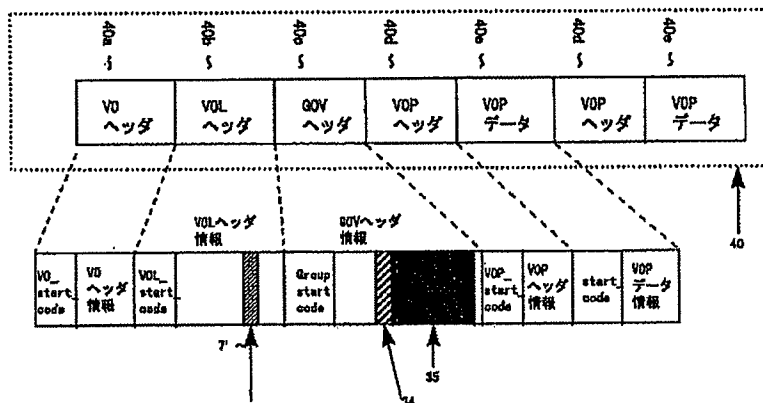 40a 40b 40c 40d 40e 40d 40e
VO ヘッダ
VOL ヘッダ
GOV ヘッダ
VOP ヘッダ
VOP データ
VOP ヘッダ
VOP データ
40
VOLヘッダ 情報
GOVヘッダ 情報
VO_ start_ code
VO ヘッダ 情報
VOL_ start_ code
Group start code
VOP_ start_ code
VOP ヘッダ 情報
start_ code
VOP データ 情報
7'
35